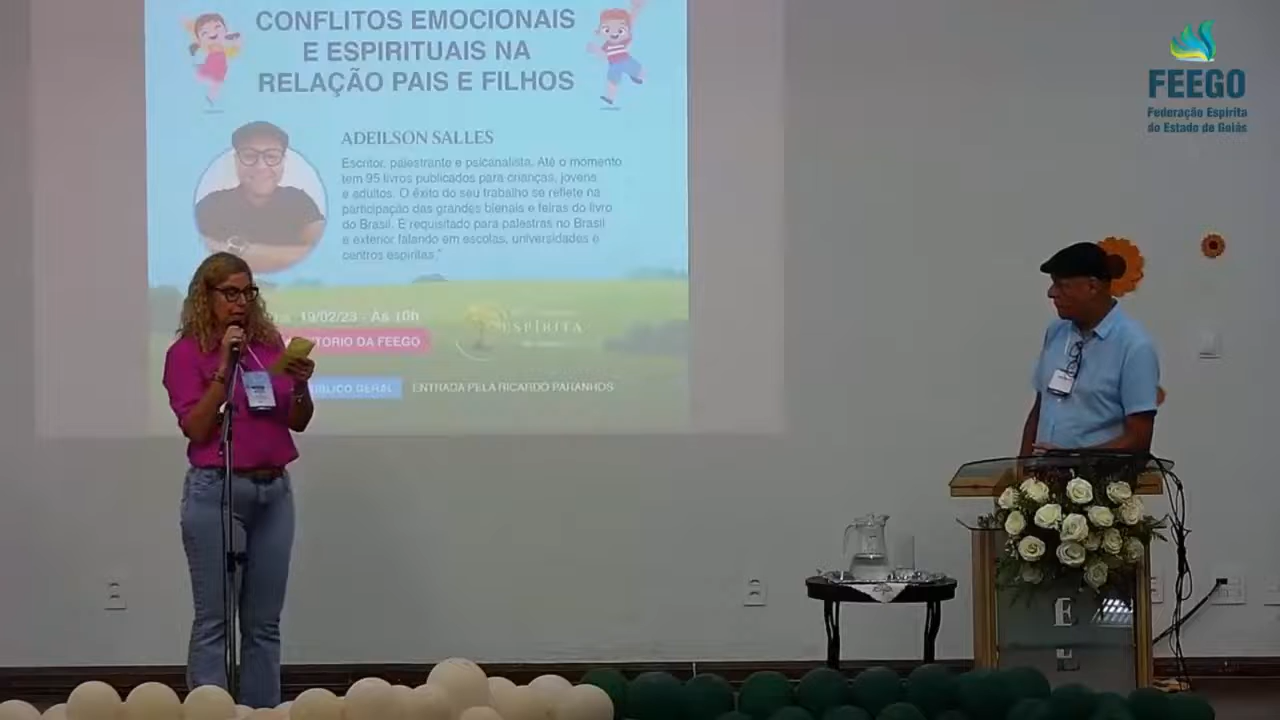 CONFLITOS EMOCIONAIS
E ESPIRITUAIS NA
RELAÇÃO PAIS E FILHOS
ADEILSON SALLES
Escritor, palestrante e psicanalista. Até o momento
tem 95 livros publicados para crianças, jovens
e adultos. O êxito do seu trabalho se reflete na
participação das grandes bienais e feiras do livro
do Brasil. É requisitado para palestras no Brasil
e exterior falando em escolas, universidades e
centros espíritas."
19/02/23 - Às 10h
DA FEEGO
ESPÍRITA
GERAL
ENTRADA PELA RICARDO PARANHOS
FEEGO
Federação Espírita
do Estado de Goiás
E
E